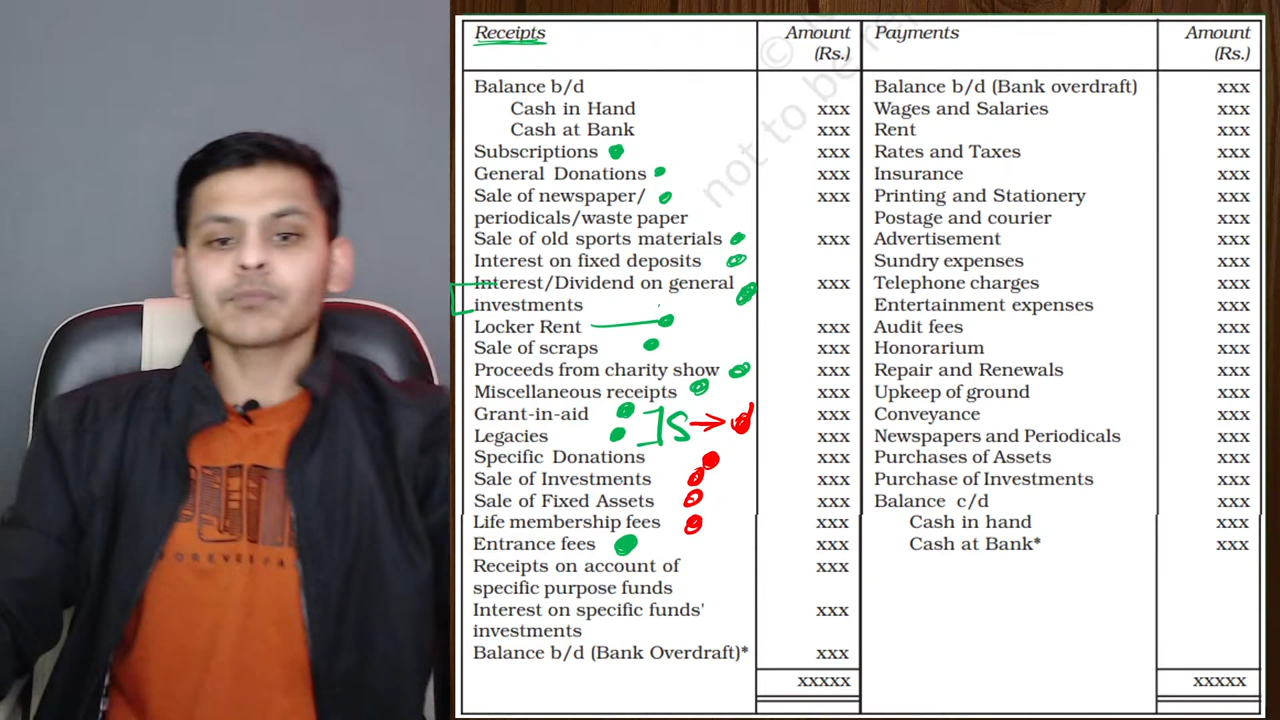 Receipts Amount (Rs.) Payments Amount (Rs.)
Balance b/d Balance b/d (Bank overdraft) xxx
Cash in Hand xxx Wages and Salaries xxx
Cash at Bank xxx Rent xxx
Subscriptions xxx Rates and Taxes xxx
General Donations xxx Insurance xxx
Sale of newspaper/ xxx Printing and Stationery xxx
periodicals/waste paper Postage and courier xxx
Sale of old sports materials xxx Advertisement xxx
Interest on fixed deposits Sundry expenses xxx
Interest/Dividend on general xxx Telephone charges xxx
investments Entertainment expenses xxx
Locker Rent xxx Audit fees xxx
Sale of scraps xxx Honorarium xxx
Proceeds from charity show xxx Repair and Renewals xxx
Miscellaneous receipts xxx Upkeep of ground xxx
Grant-in-aid xxx Conveyance xxx
Legacies xxx Newspapers and Periodicals xxx
Specific Donations xxx Purchases of Assets xxx
Sale of Investments xxx Purchase of Investments xxx
Sale of Fixed Assets xxx Balance c/d
Life membership fees xxx Cash in hand xxx
Entrance fees xxx Cash at Bank* xxx
Receipts on account of xxx
specific purpose funds
Interest on specific funds' xxx
investments
Balance b/d (Bank Overdraft)* xxx
xxxxx xxxxx
not to be re